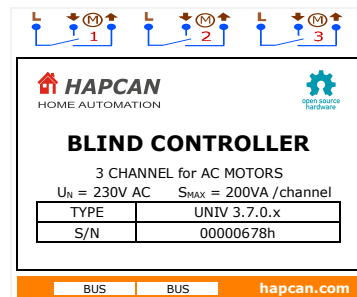 L M L M L M
1 2 3
HAPCAN
HOME AUTOMATION
open source
hardware
BLIND CONTROLLER
3 CHANNEL for AC MOTORS
UN = 230V AC SMAX = 200VA /channel
TYPE UNIV 3.7.0.x
S/N 00000678h
BUS BUS hapcan.com